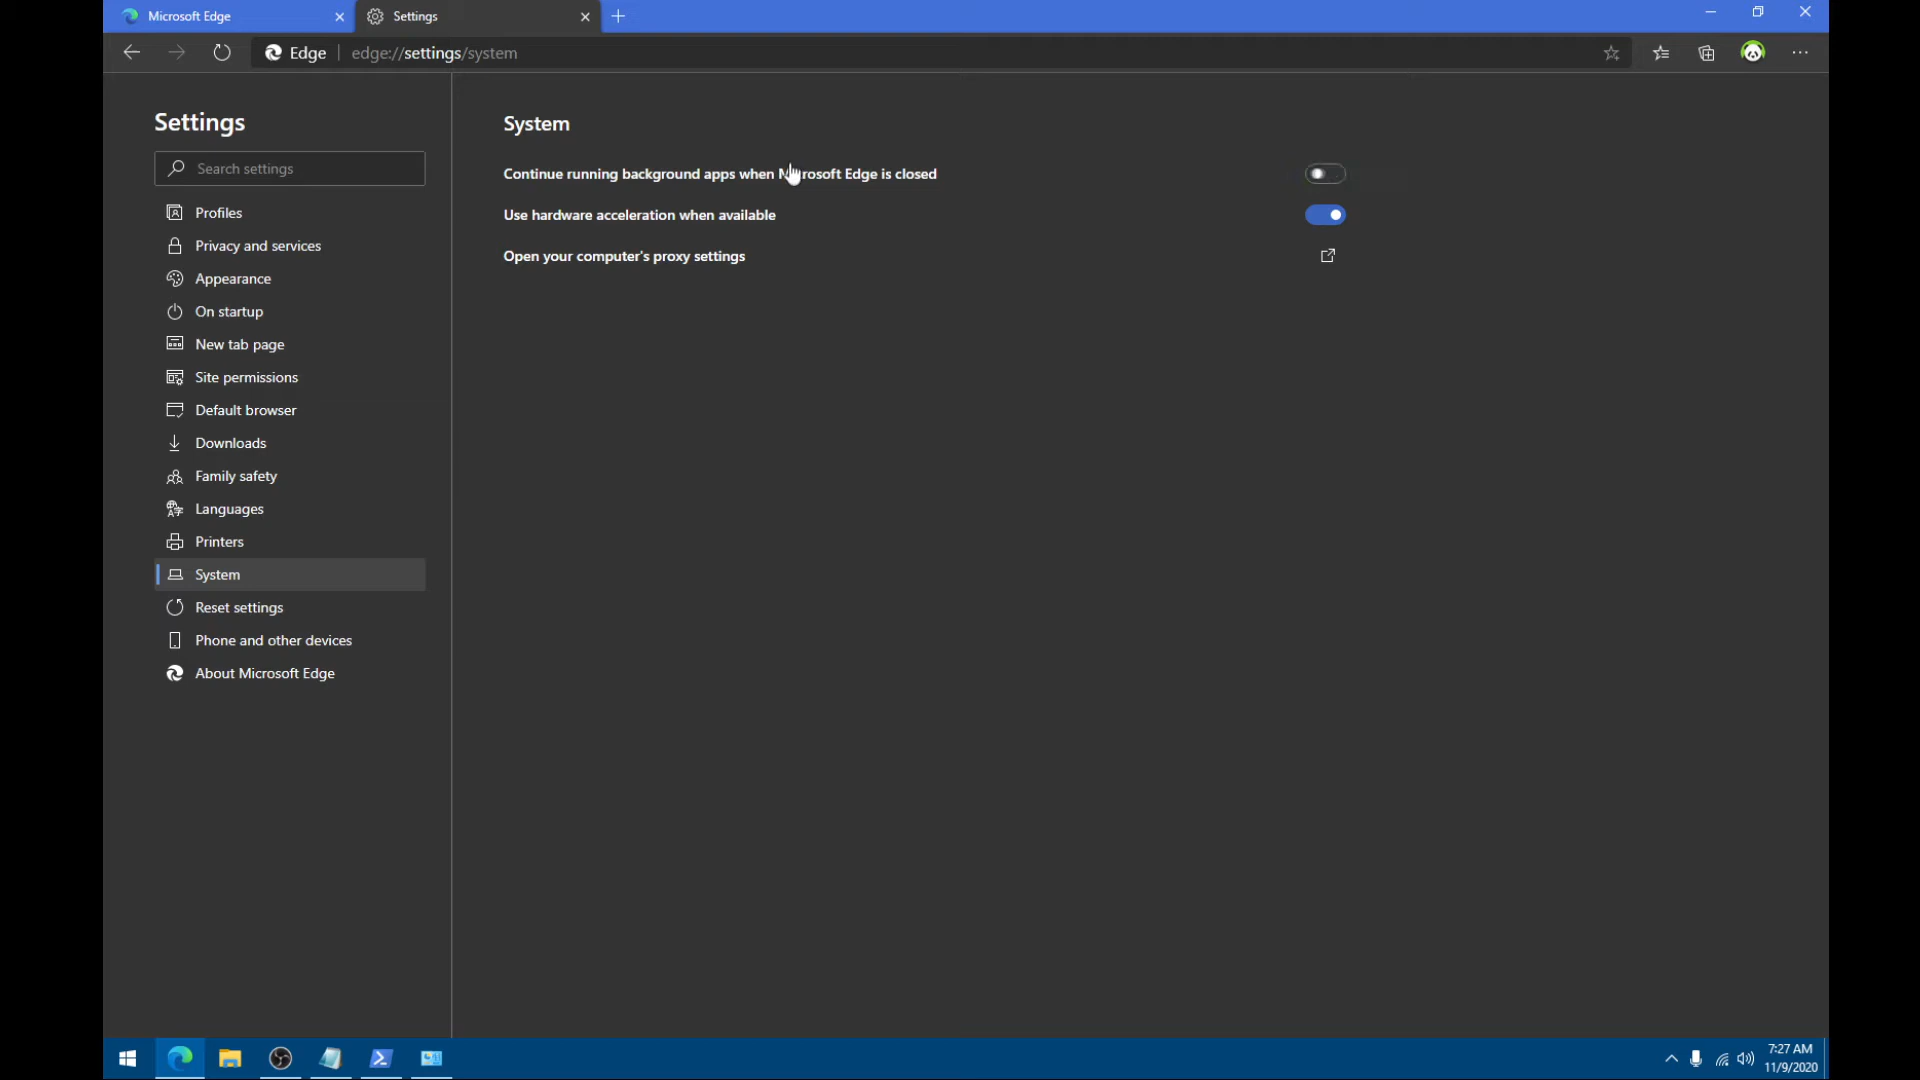 Microsoft Edge
Settings
Edge
edge://settings/system
Settings
Search settings
Profiles
Privacy and services
Appearance
On startup
New tab page
Site permissions
Default browser
Downloads
Family safety
Languages
Printers
System
Reset settings
Phone and other devices
About Microsoft Edge
System
Continue running background apps when Microsoft Edge is closed
Use hardware acceleration when available
Open your computer's proxy settings
7:27 AM
11/9/2020